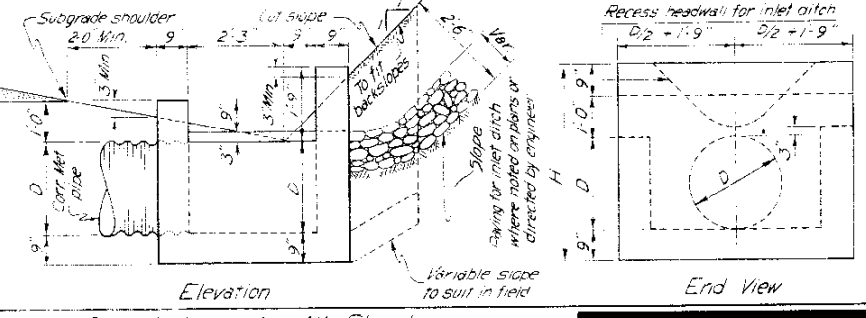 Subgrade shoulder
Cut slope
2'-0" Min.
9
2'-3"
9
9"
1
1
2'-6"
Var.
3" Min
9"
3" Min
1'-9"
To fit
backslopes
1'-0"
3"
D
Corr Met
pipe
D
9"
9"
Slope
Paving for inlet ditch
where noted on plans or
directed by engineer
Variable slope
to suit in field
Elevation
Recess headwall for inlet ditch
D/2 + 1'-9"
D/2 + 1'-9"
9"
1'-0"
H
D
D
3"
9"
End View